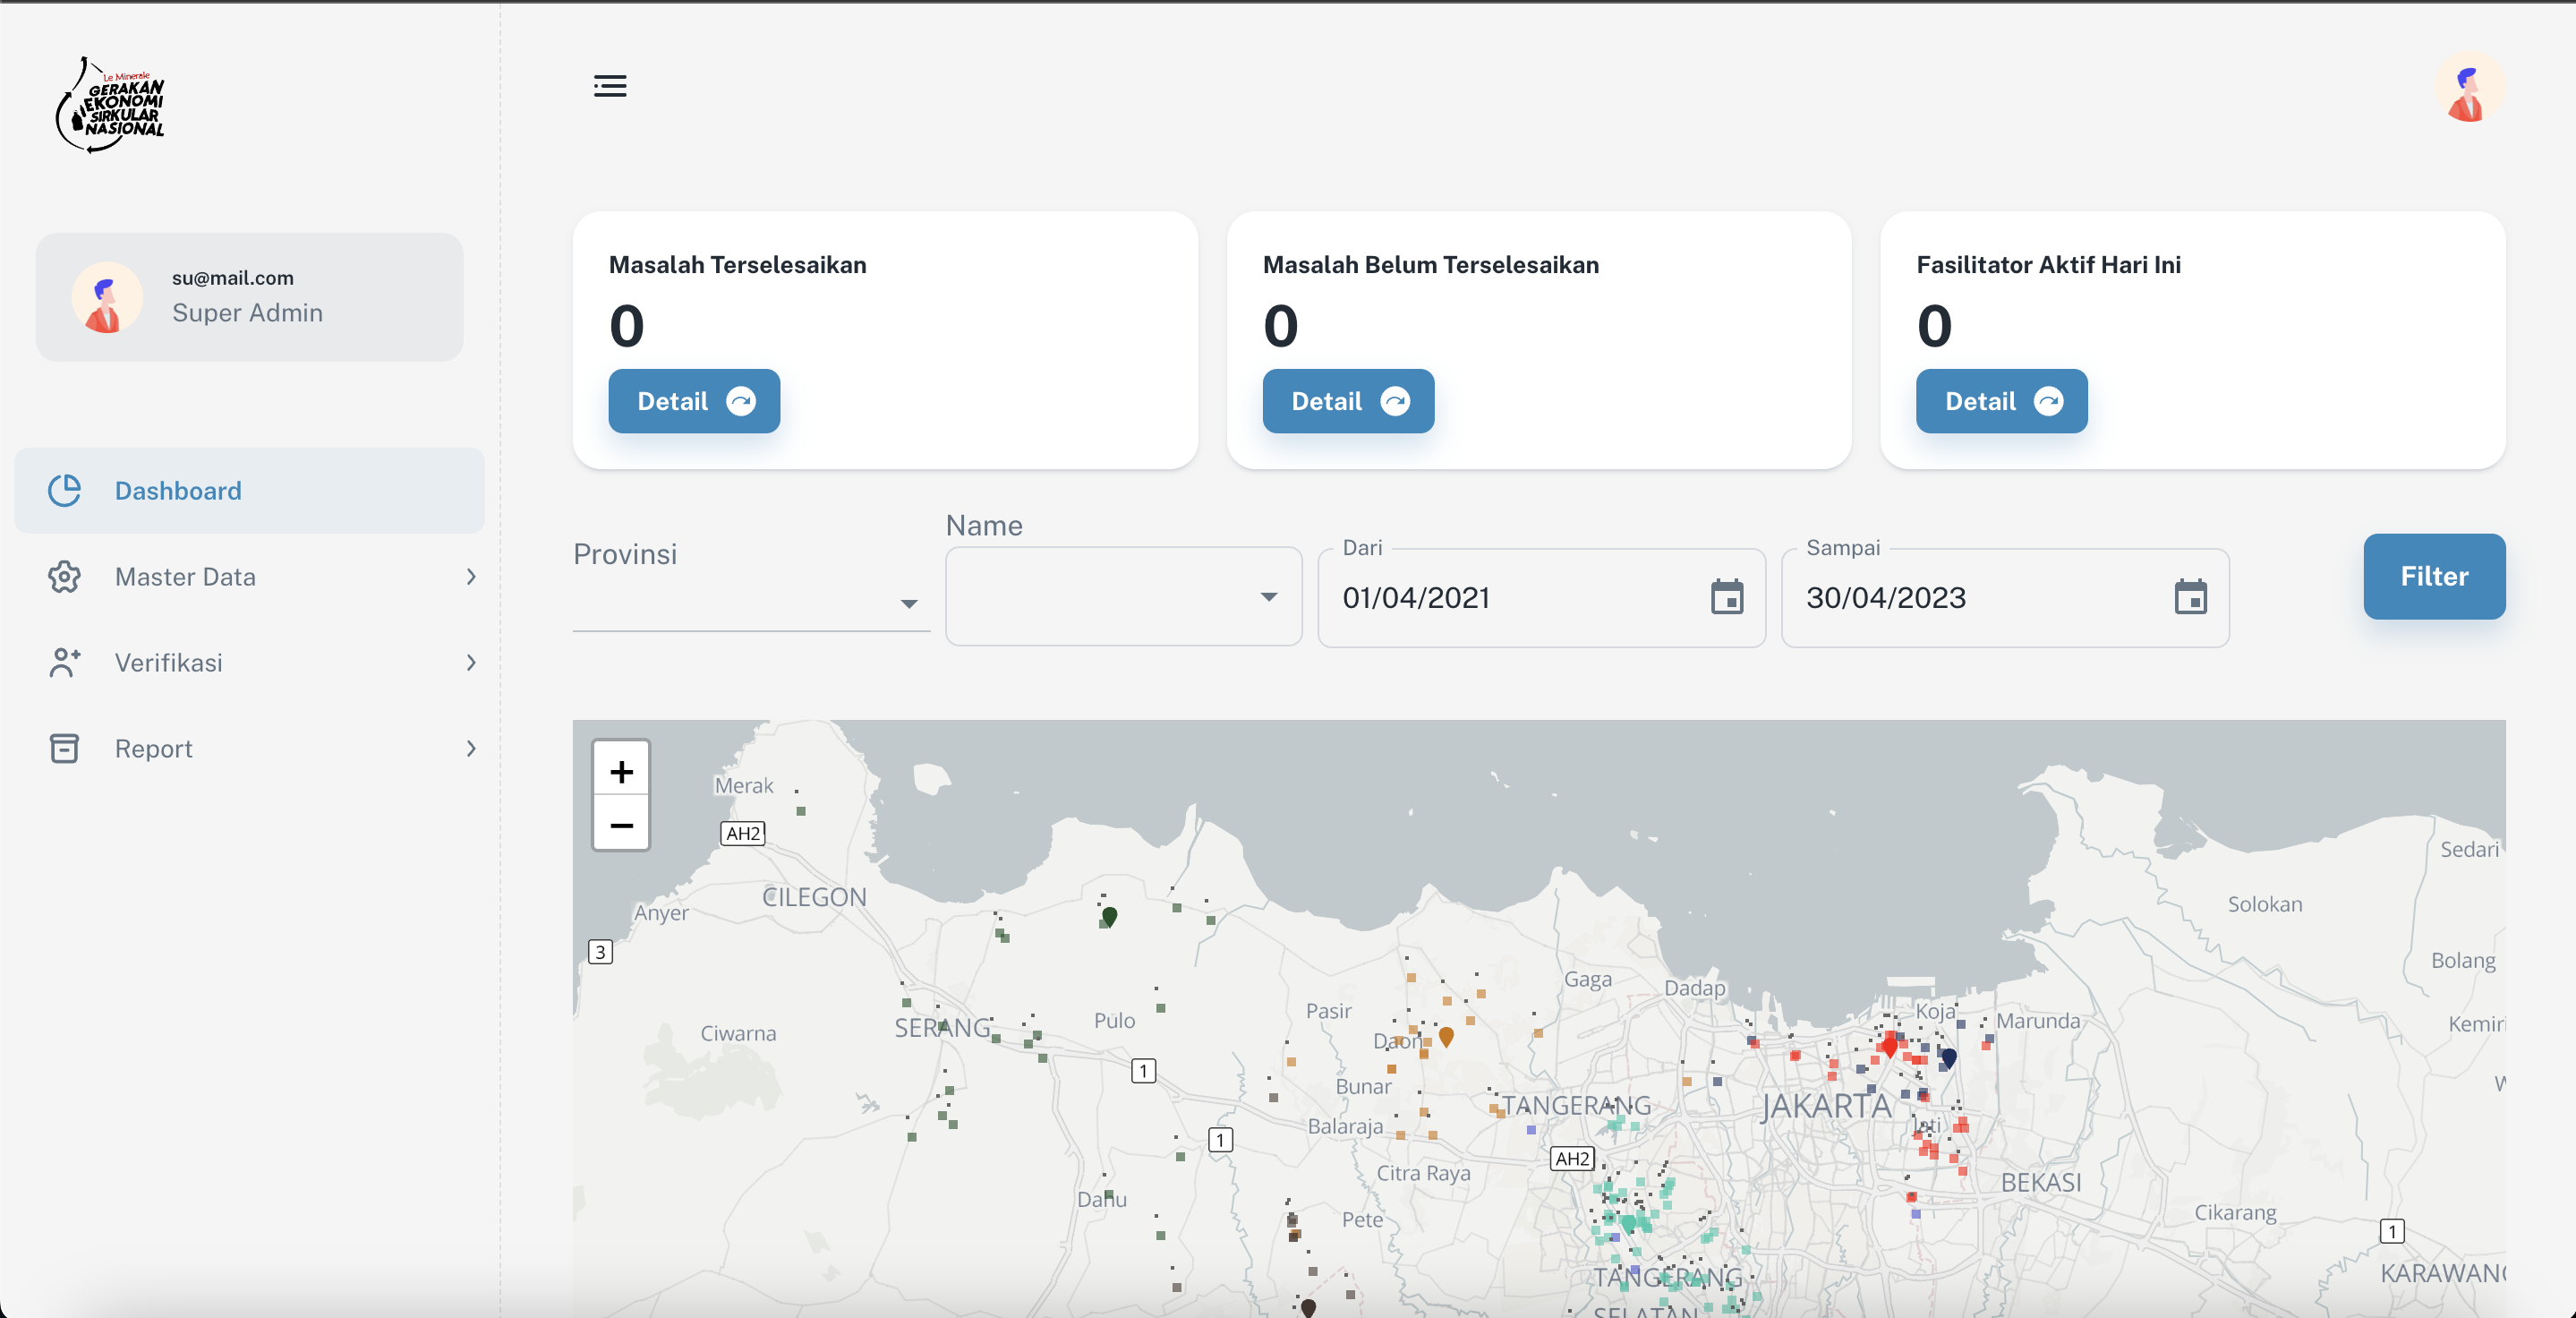 Le Minerale
GERAKAN
EKONOMI
SIRKULAR
NASIONAL
su@mail.com
Super Admin
Dashboard
Master Data
Verifikasi
Report
Masalah Terselesaikan
0
Detail
Masalah Belum Terselesaikan
0
Detail
Fasilitator Aktif Hari Ini
0
Detail
Provinsi
Name
Dari
01/04/2021
Sampai
30/04/2023
Filter
+
−
Merak
AH2
CILEGON
Anyer
3
Ciwarna
SERANG
Pulo
1
Pasir
Daon
Bunar
Balaraja
1
Citra Raya
Dahu
Pete
Gaga
Dadap
TANGERANG
AH2
JAKARTA
Koja
Marunda
Jati
BEKASI
TANGERANG
SELATAN
Sedari
Solokan
Bolang
Kemiri
Cikarang
1
KARAWANG